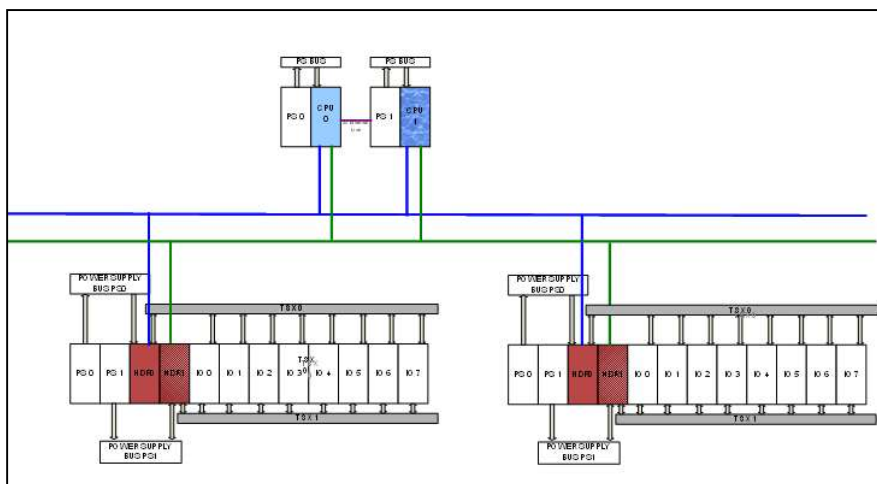 PS BUS
PS BUS
PS 0
CPU
0
PS 1
CPU
1
POWER SUPPLY
BUS PS0
POWER SUPPLY
BUS PS0
TSX 0
TSX 0
PS 0
PS 1
IO 0
IO 1
IO 2
IO 3
IO 4
IO 5
IO 6
IO 7
TSX
PS 0
PS 1
IO 0
IO 1
IO 2
IO 3
IO 4
IO 5
IO 6
IO 7
TSX 1
TSX 1
POWER SUPPLY
BUS PS1
POWER SUPPLY
BUS PS1